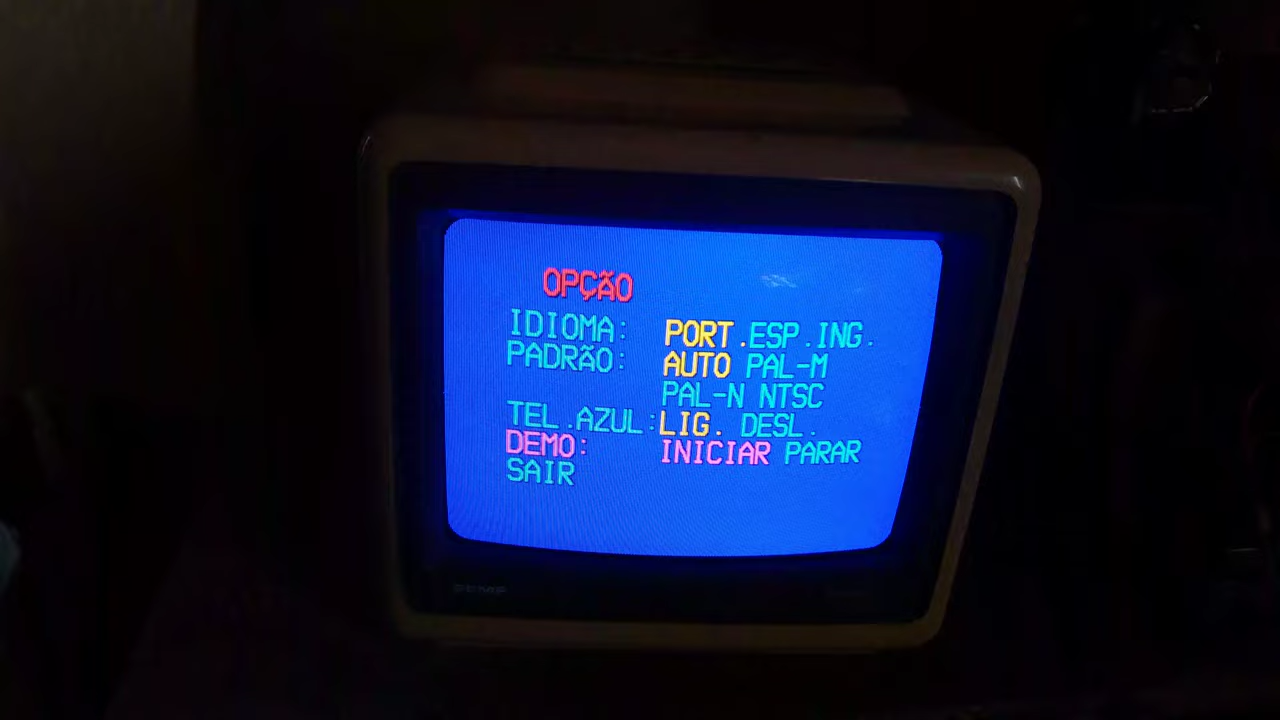 OPÇÃO
IDIOMA: PORT.ESP.ING.
PADRÃO: AUTO PAL-M
PAL-N NTSC
TEL.AZUL:LIG. DESL.
DEMO: INICIAR PARAR
SAIR